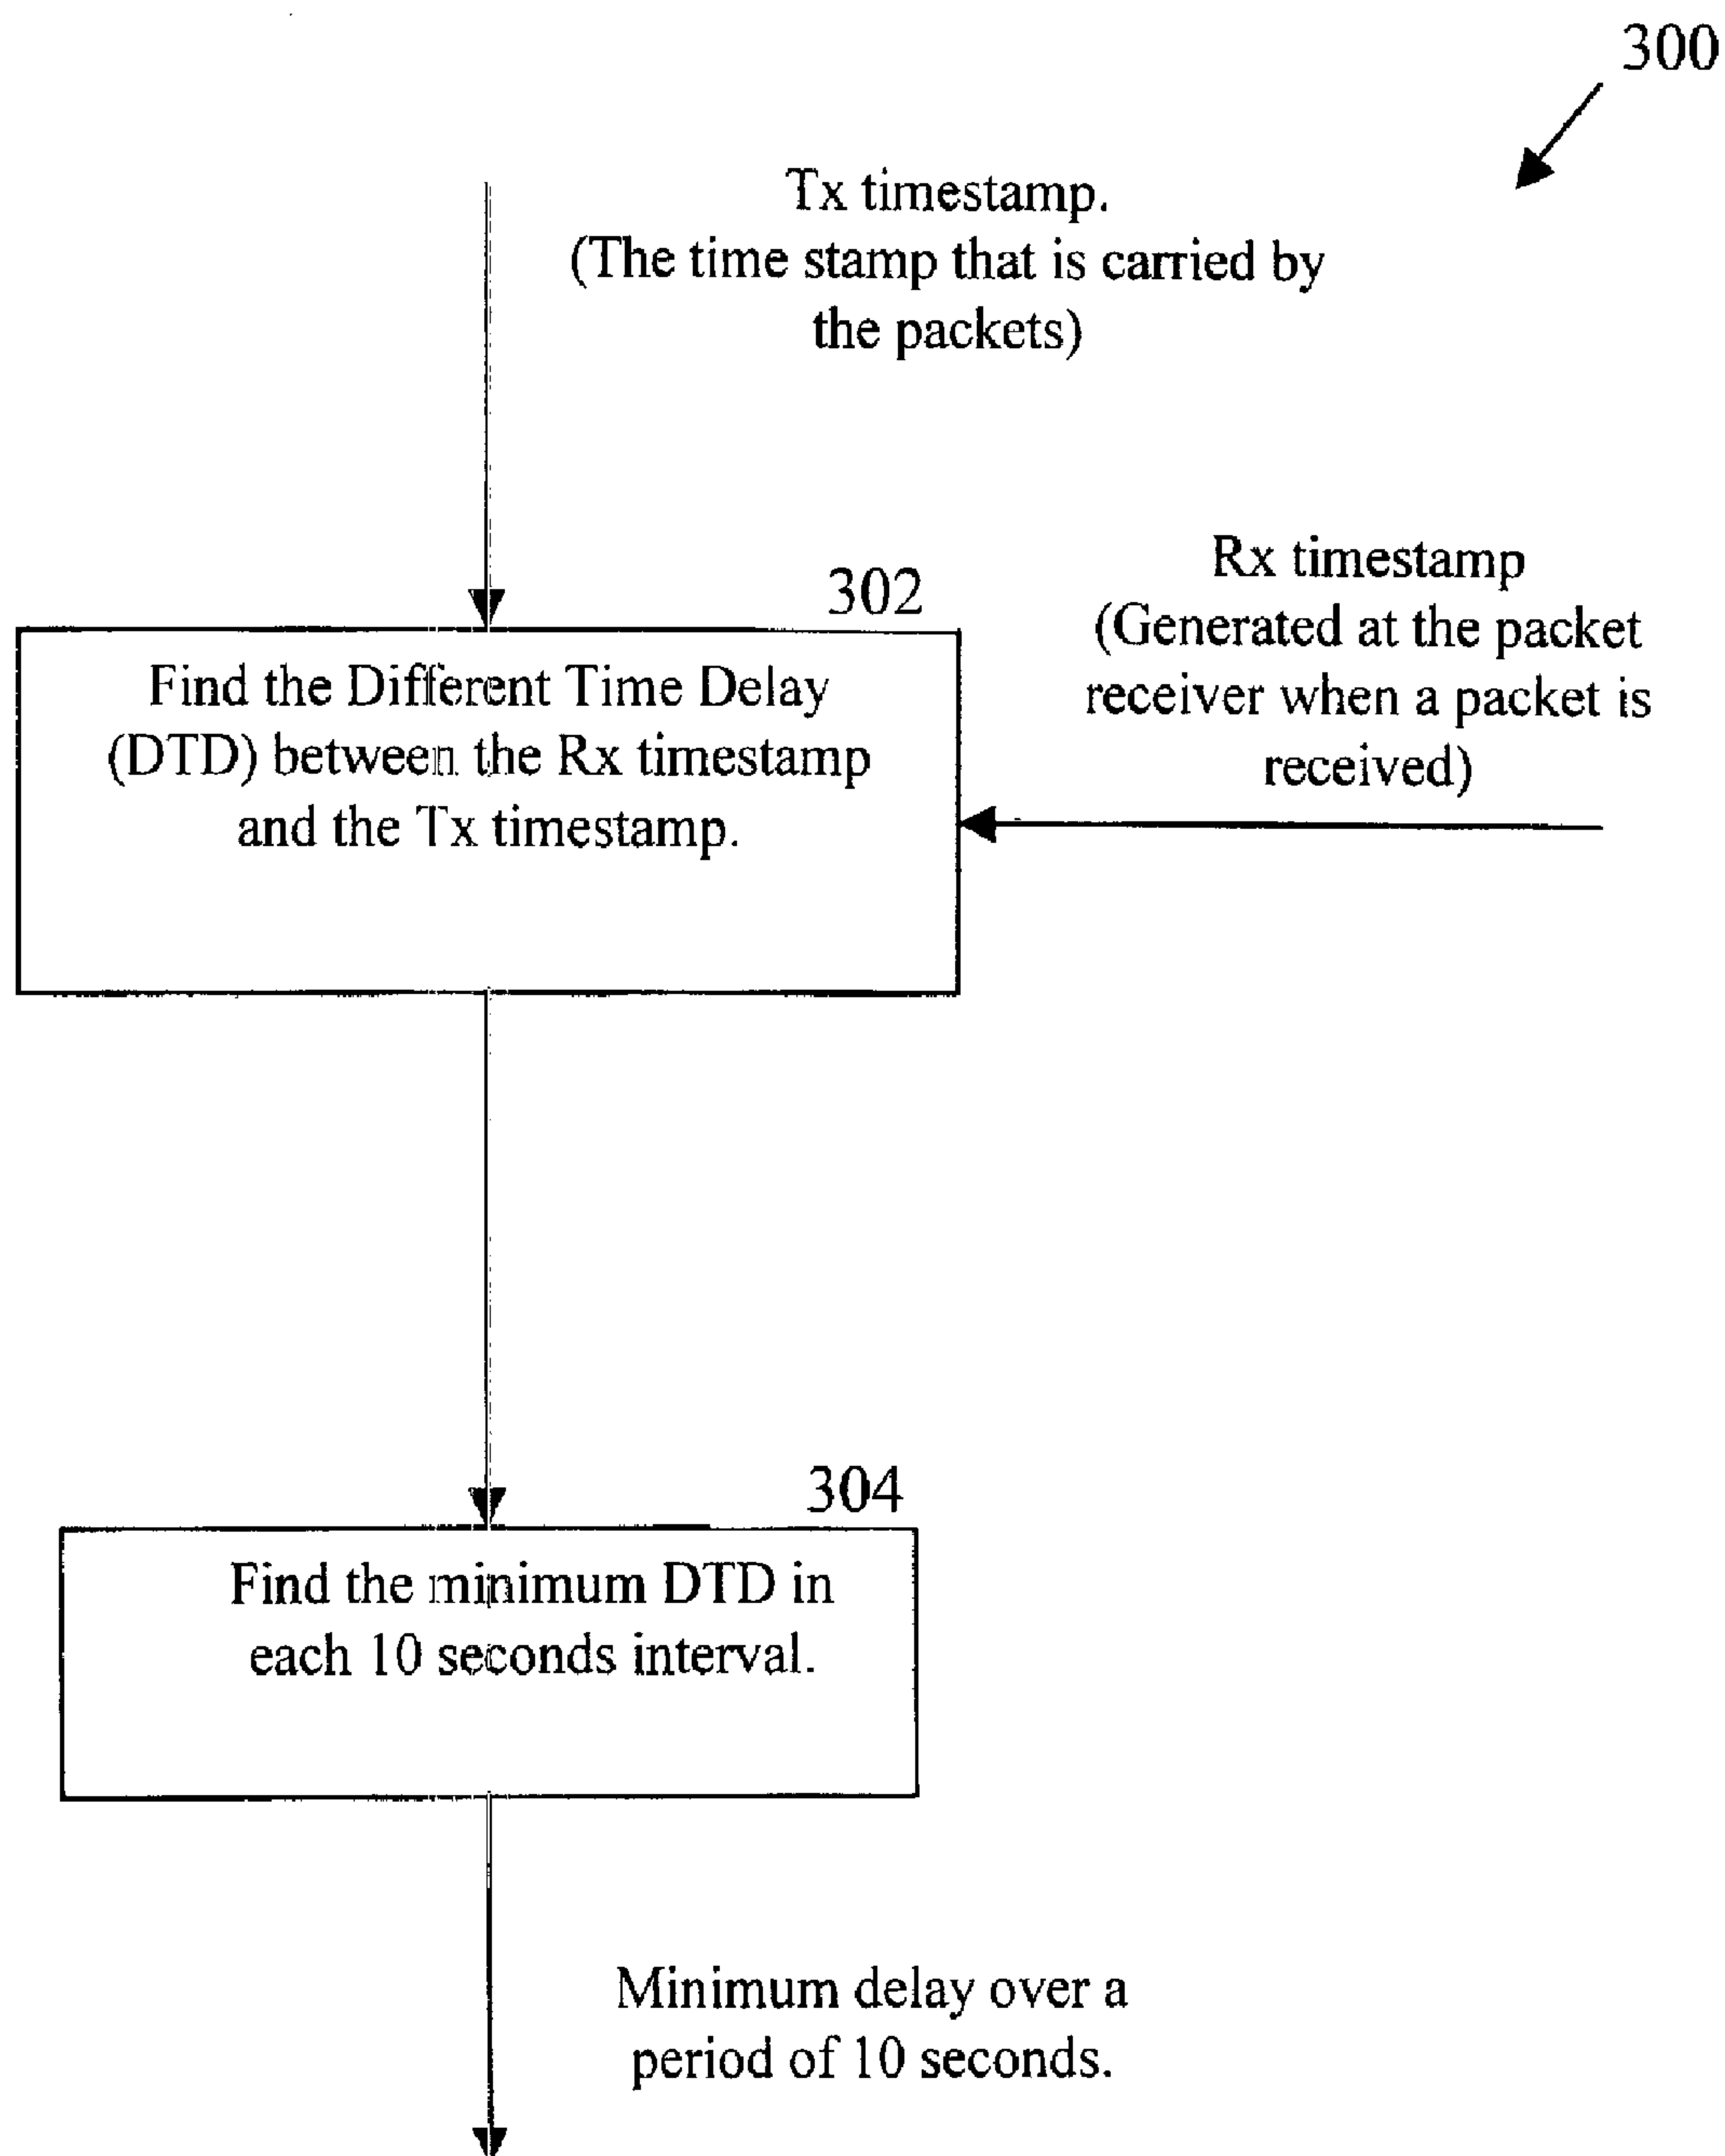 300
Tx timestamp.
(The time stamp that is carried by
the packets)
Rx timestamp
(Generated at the packet
receiver when a packet is
received)
302
Find the Different Time Delay
(DTD) between the Rx timestamp
and the Tx timestamp.
304
Find the minimum DTD in
each 10 seconds interval.
Minimum delay over a
period of 10 seconds.